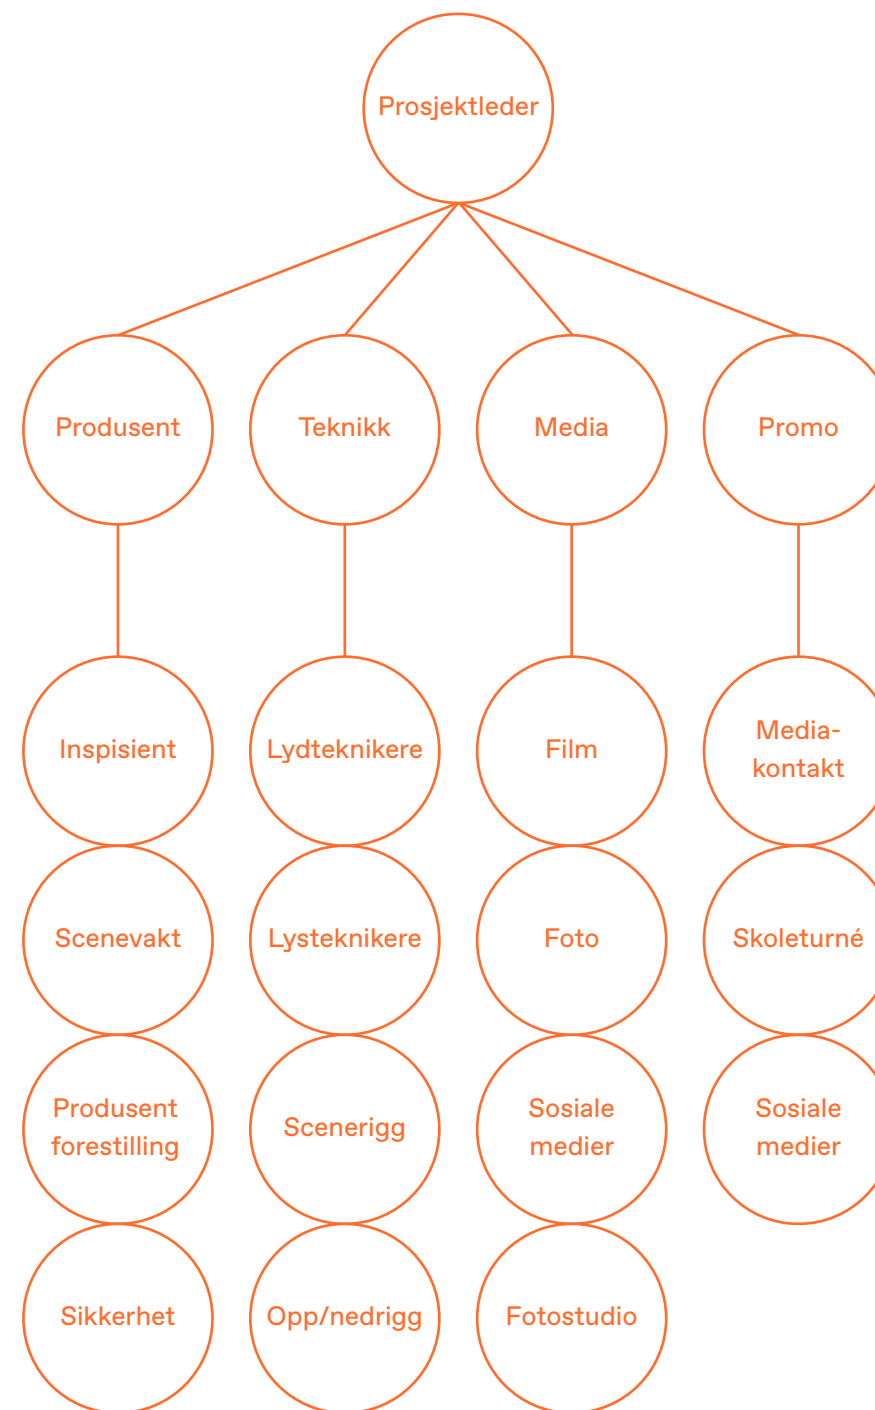 Prosjektleder
Produsent
Teknikk
Media
Promo
Inspisient
Lydteknikere
Film
Media-
kontakt
Scenevakt
Lysteknikere
Foto
Skoleturné
Produsent
forestilling
Scenerigg
Sosiale
medier
Sosiale
medier
Sikkerhet
Opp/nedrigg
Fotostudio